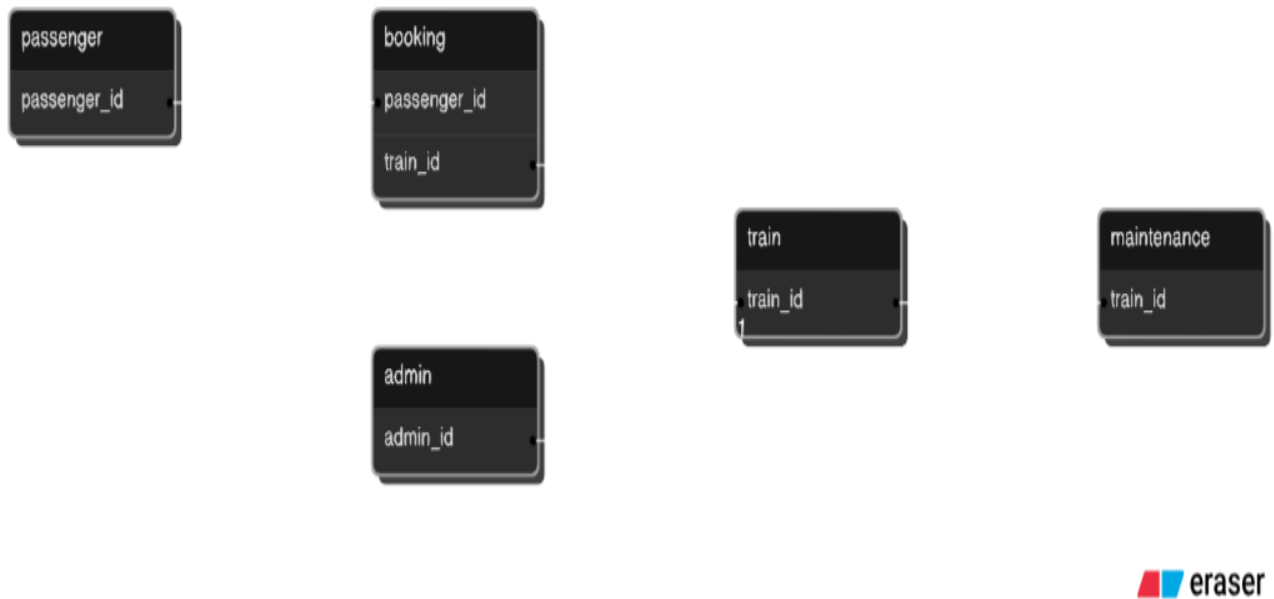 passenger
passenger_id
booking
passenger_id
train_id
train
train_id
1
maintenance
train_id
admin
admin_id
eraser